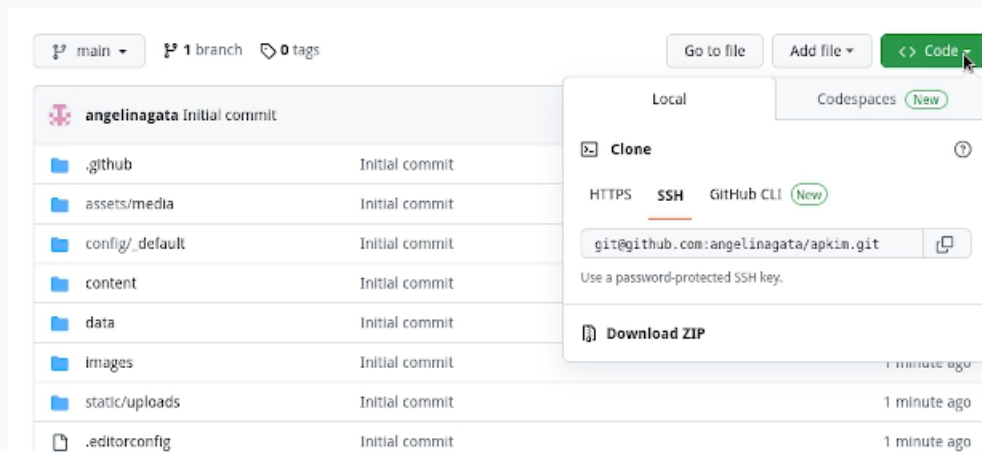 main 1 branch 0 tags Go to file Add file Code
angelinagata Initial commit
Local Codespaces New
Clone
HTTPS SSH GitHub CLI New
git@github.com:angelinagata/apkim.git
Use a password-protected SSH key.
Download ZIP
.github Initial commit
assets/media Initial commit
config/_default Initial commit
content Initial commit
data Initial commit
images Initial commit 1 minute ago
static/uploads Initial commit 1 minute ago
.editorconfig Initial commit 1 minute ago